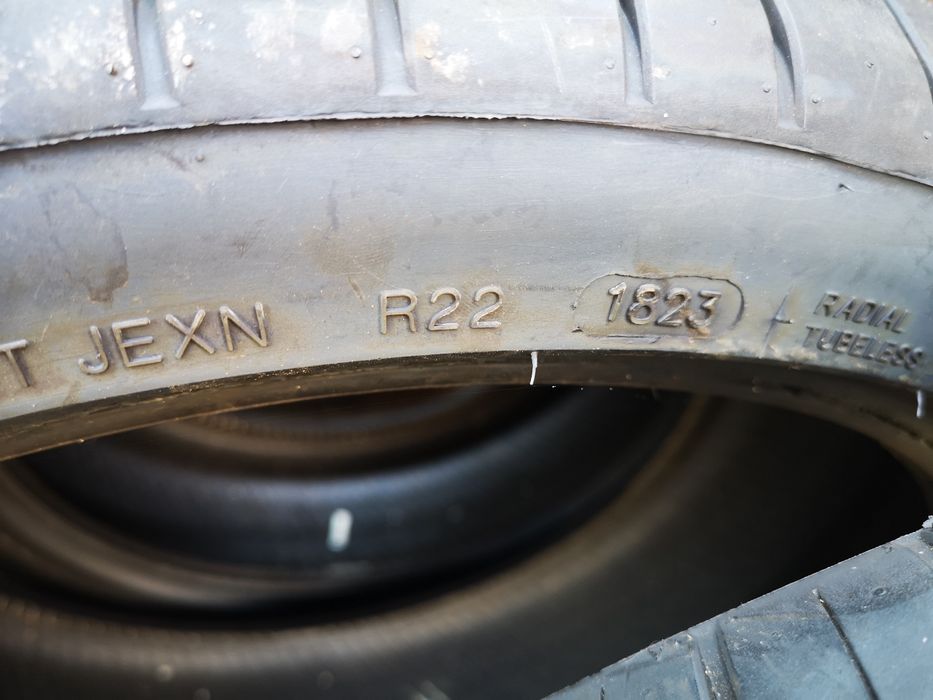 T JEXN R22 1823
RADIAL
TUBELESS